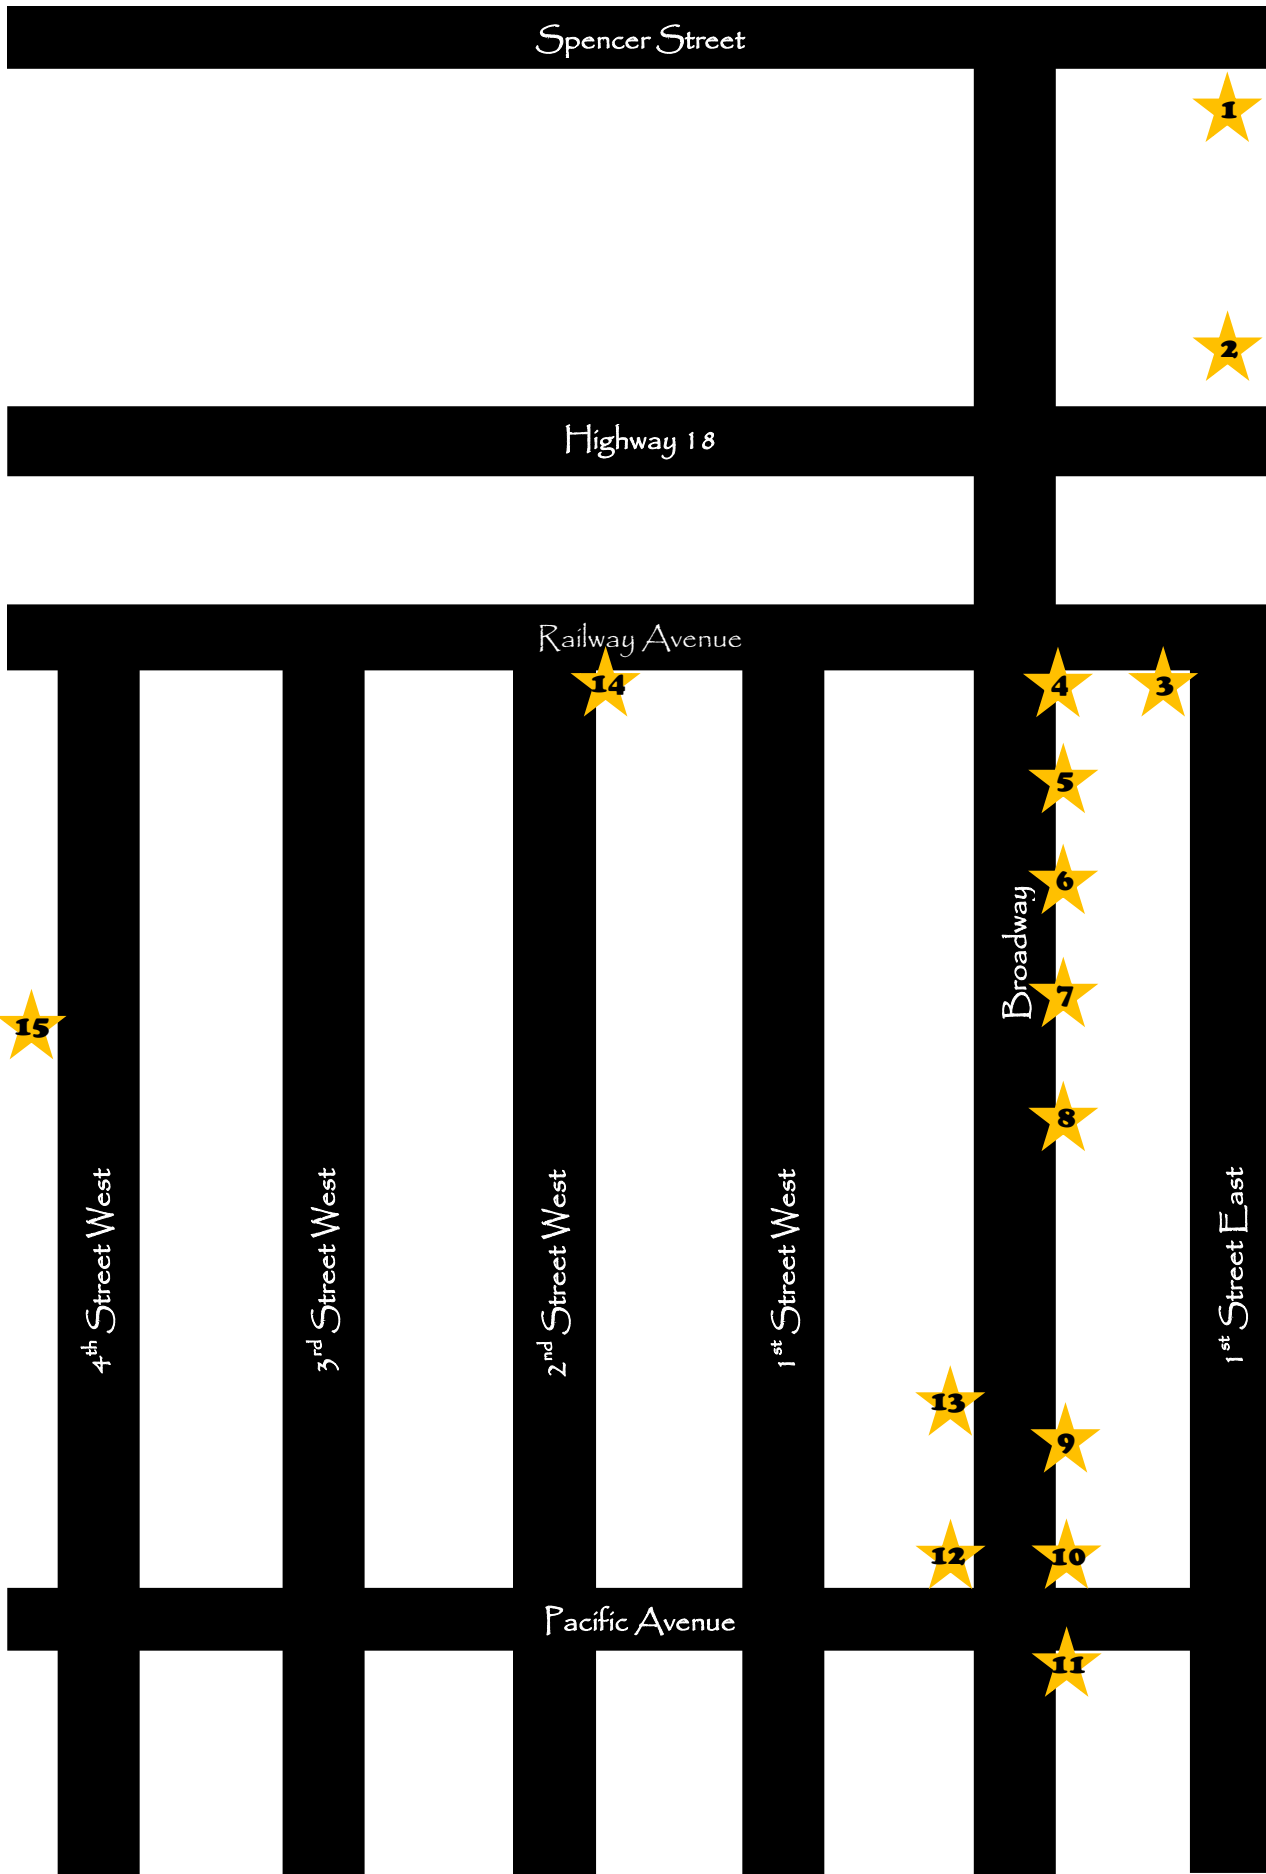 Spencer Street
1
2
Highway 18
Railway Avenue
14
4
3
5
6
Broadway
7
15
8
4th Street West
3rd Street West
2nd Street West
1st Street West
1st Street East
13
9
12
10
Pacific Avenue
11